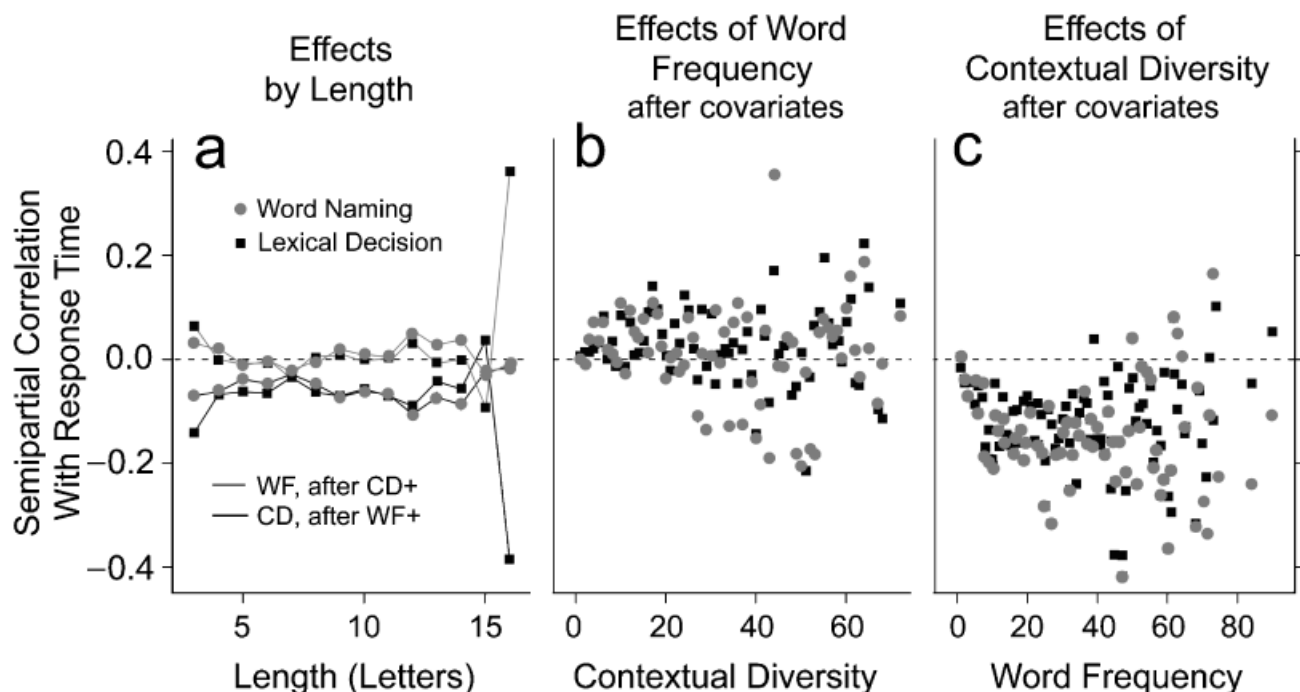 Effects
by Length
Effects of Word
Frequency
after covariates
Effects of
Contextual Diversity
after covariates
Semipartial Correlation
With Response Time
0.4
0.2
0.0
−0.2
−0.4
a
Word Naming
Lexical Decision
WF, after CD+
CD, after WF+
5
10
15
Length (Letters)
b
0
20
40
60
Contextual Diversity
c
0
20
40
60
80
Word Frequency